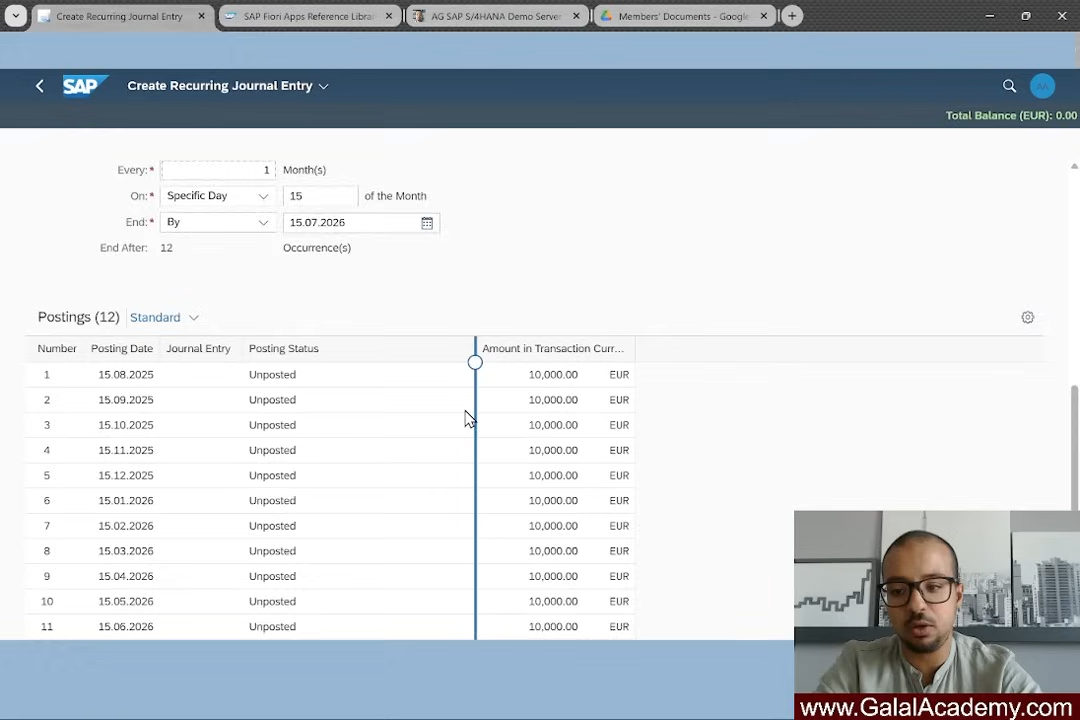 Create Recurring Journal Entry
SAP Fiori Apps Reference Libra
AG SAP S/4HANA Demo Server
Members' Documents - Google
SAP
Create Recurring Journal Entry
AA
Total Balance (EUR): 0.00
Every:* 1 Month(s)
On:* Specific Day 15 of the Month
End:* By 15.07.2026
End After: 12 Occurrence(s)
Postings (12) Standard
Number Posting Date Journal Entry Posting Status Amount in Transaction Curr...
1 15.08.2025 Unposted 10,000.00 EUR
2 15.09.2025 Unposted 10,000.00 EUR
3 15.10.2025 Unposted 10,000.00 EUR
4 15.11.2025 Unposted 10,000.00 EUR
5 15.12.2025 Unposted 10,000.00 EUR
6 15.01.2026 Unposted 10,000.00 EUR
7 15.02.2026 Unposted 10,000.00 EUR
8 15.03.2026 Unposted 10,000.00 EUR
9 15.04.2026 Unposted 10,000.00 EUR
10 15.05.2026 Unposted 10,000.00 EUR
11 15.06.2026 Unposted 10,000.00 EUR
www.GalalAcademy.com